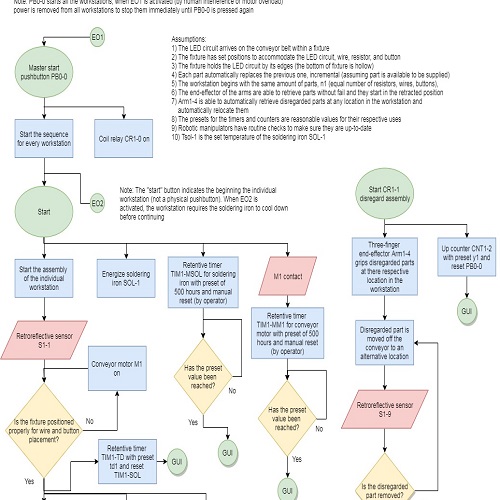 Note: PB0-0 starts all the workstations, when EO1 is activated (by human interference or motor overload)
power is removed from all workstations to stop them immediately until PB0-0 is pressed again
EO1
Master start
pushbutton PB0-0
Assumptions:
1) The LED circuit arrives on the conveyor belt within a fixture
2) The fixture has set positions to accommodate the LED circuit, wire, resistor, and button
3) The fixture holds the LED circuit by its edges (the bottom of fixture is hollow)
4) Each part automatically replaces the previous one, incremental (assuming part is available to be supplied)
5) The workstation begins with the same amount of parts, n1 (equal number of resistors, wires, buttons),
6) The end-effector of the arms are able to retrieve parts without fail and they start in the retracted position
7) Arm1-4 is able to automatically retrieve disregarded parts at any location in the workstation and
automatically relocate them
8) The presets for the timers and counters are reasonable values for their respective uses
9) Robotic manipulators have routine checks to make sure they are up-to-date
10) Tsol-1 is the set temperature of the soldering iron SOL-1
Start the sequence
for every workstation
Coil relay CR1-0 on
EO2
Start
Note: The "start" button indicates the beginning the individual
workstation (not a physical pushbutton). When EO2 is
activated, the workstation requires the soldering iron to cool down
before continuing
Start CR1-1
disregard assembly
Start the assembly
of the individual
workstation
Energize soldering
iron SOL-1
Retentive timer
TIM1-MSOL for soldering
iron with preset of
500 hours and manual
reset (by operator)
M1 contact
Three-finger
end-effector Arm1-4
grips disregarded parts
at there respective
location in the
workstation
Up counter CNT1-2
with preset y1 and
reset PB0-0
GUI
Retroreflective sensor
S1-1
Conveyor motor M1
on
Retentive timer
TIM1-MM1 for conveyor
motor with preset of 500
hours and manual reset
(by operator)
Disregarded part is
moved off the
conveyor to an
alternative location
Has the preset
value been
reached?
No
Yes
GUI
Is the fixture positioned
properly for wire and button
placement?
No
Yes
Has the preset
value been
reached?
No
Yes
GUI
Retroreflective sensor
S1-9
Retentive timer
TIM1-TD with preset
td1 and reset
TIM1-SOL
GUI
Is the disregarded
part removed?